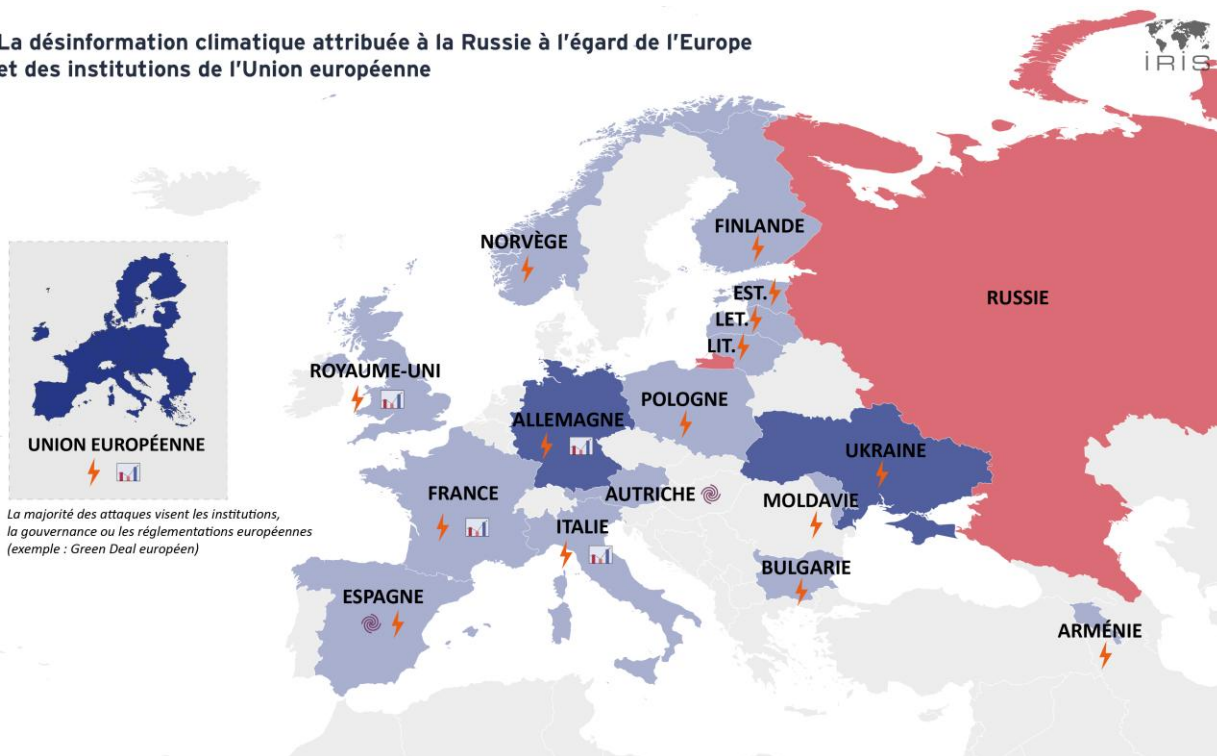 La désinformation climatique attribuée à la Russie à l'égard de l'Europe
et des institutions de l'Union européenne
iRiS
NORVÈGE
FINLANDE
EST.
LET.
LIT.
RUSSIE
ROYAUME-UNI
ALLEMAGNE
POLOGNE
UKRAINE
UNION EUROPÉENNE
FRANCE
AUTRICHE
MOLDAVIE
La majorité des attaques visent les institutions,
la gouvernance ou les réglementations européennes
(exemple : Green Deal européen)
ITALIE
BULGARIE
ESPAGNE
ARMÉNIE